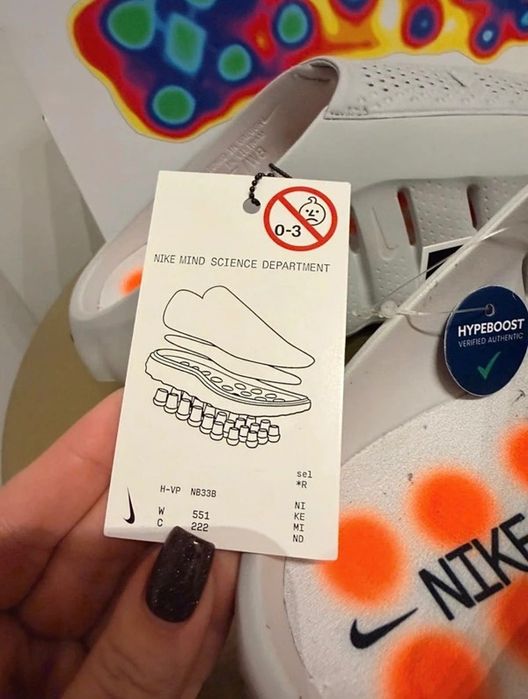 0-3
NIKE MIND SCIENCE DEPARTMENT
sel
*R
H-VP NB33B
W 551
C 222
NI
KE
MI
ND
HYPEBOOST
VERIFIED AUTHENTIC
NIKE